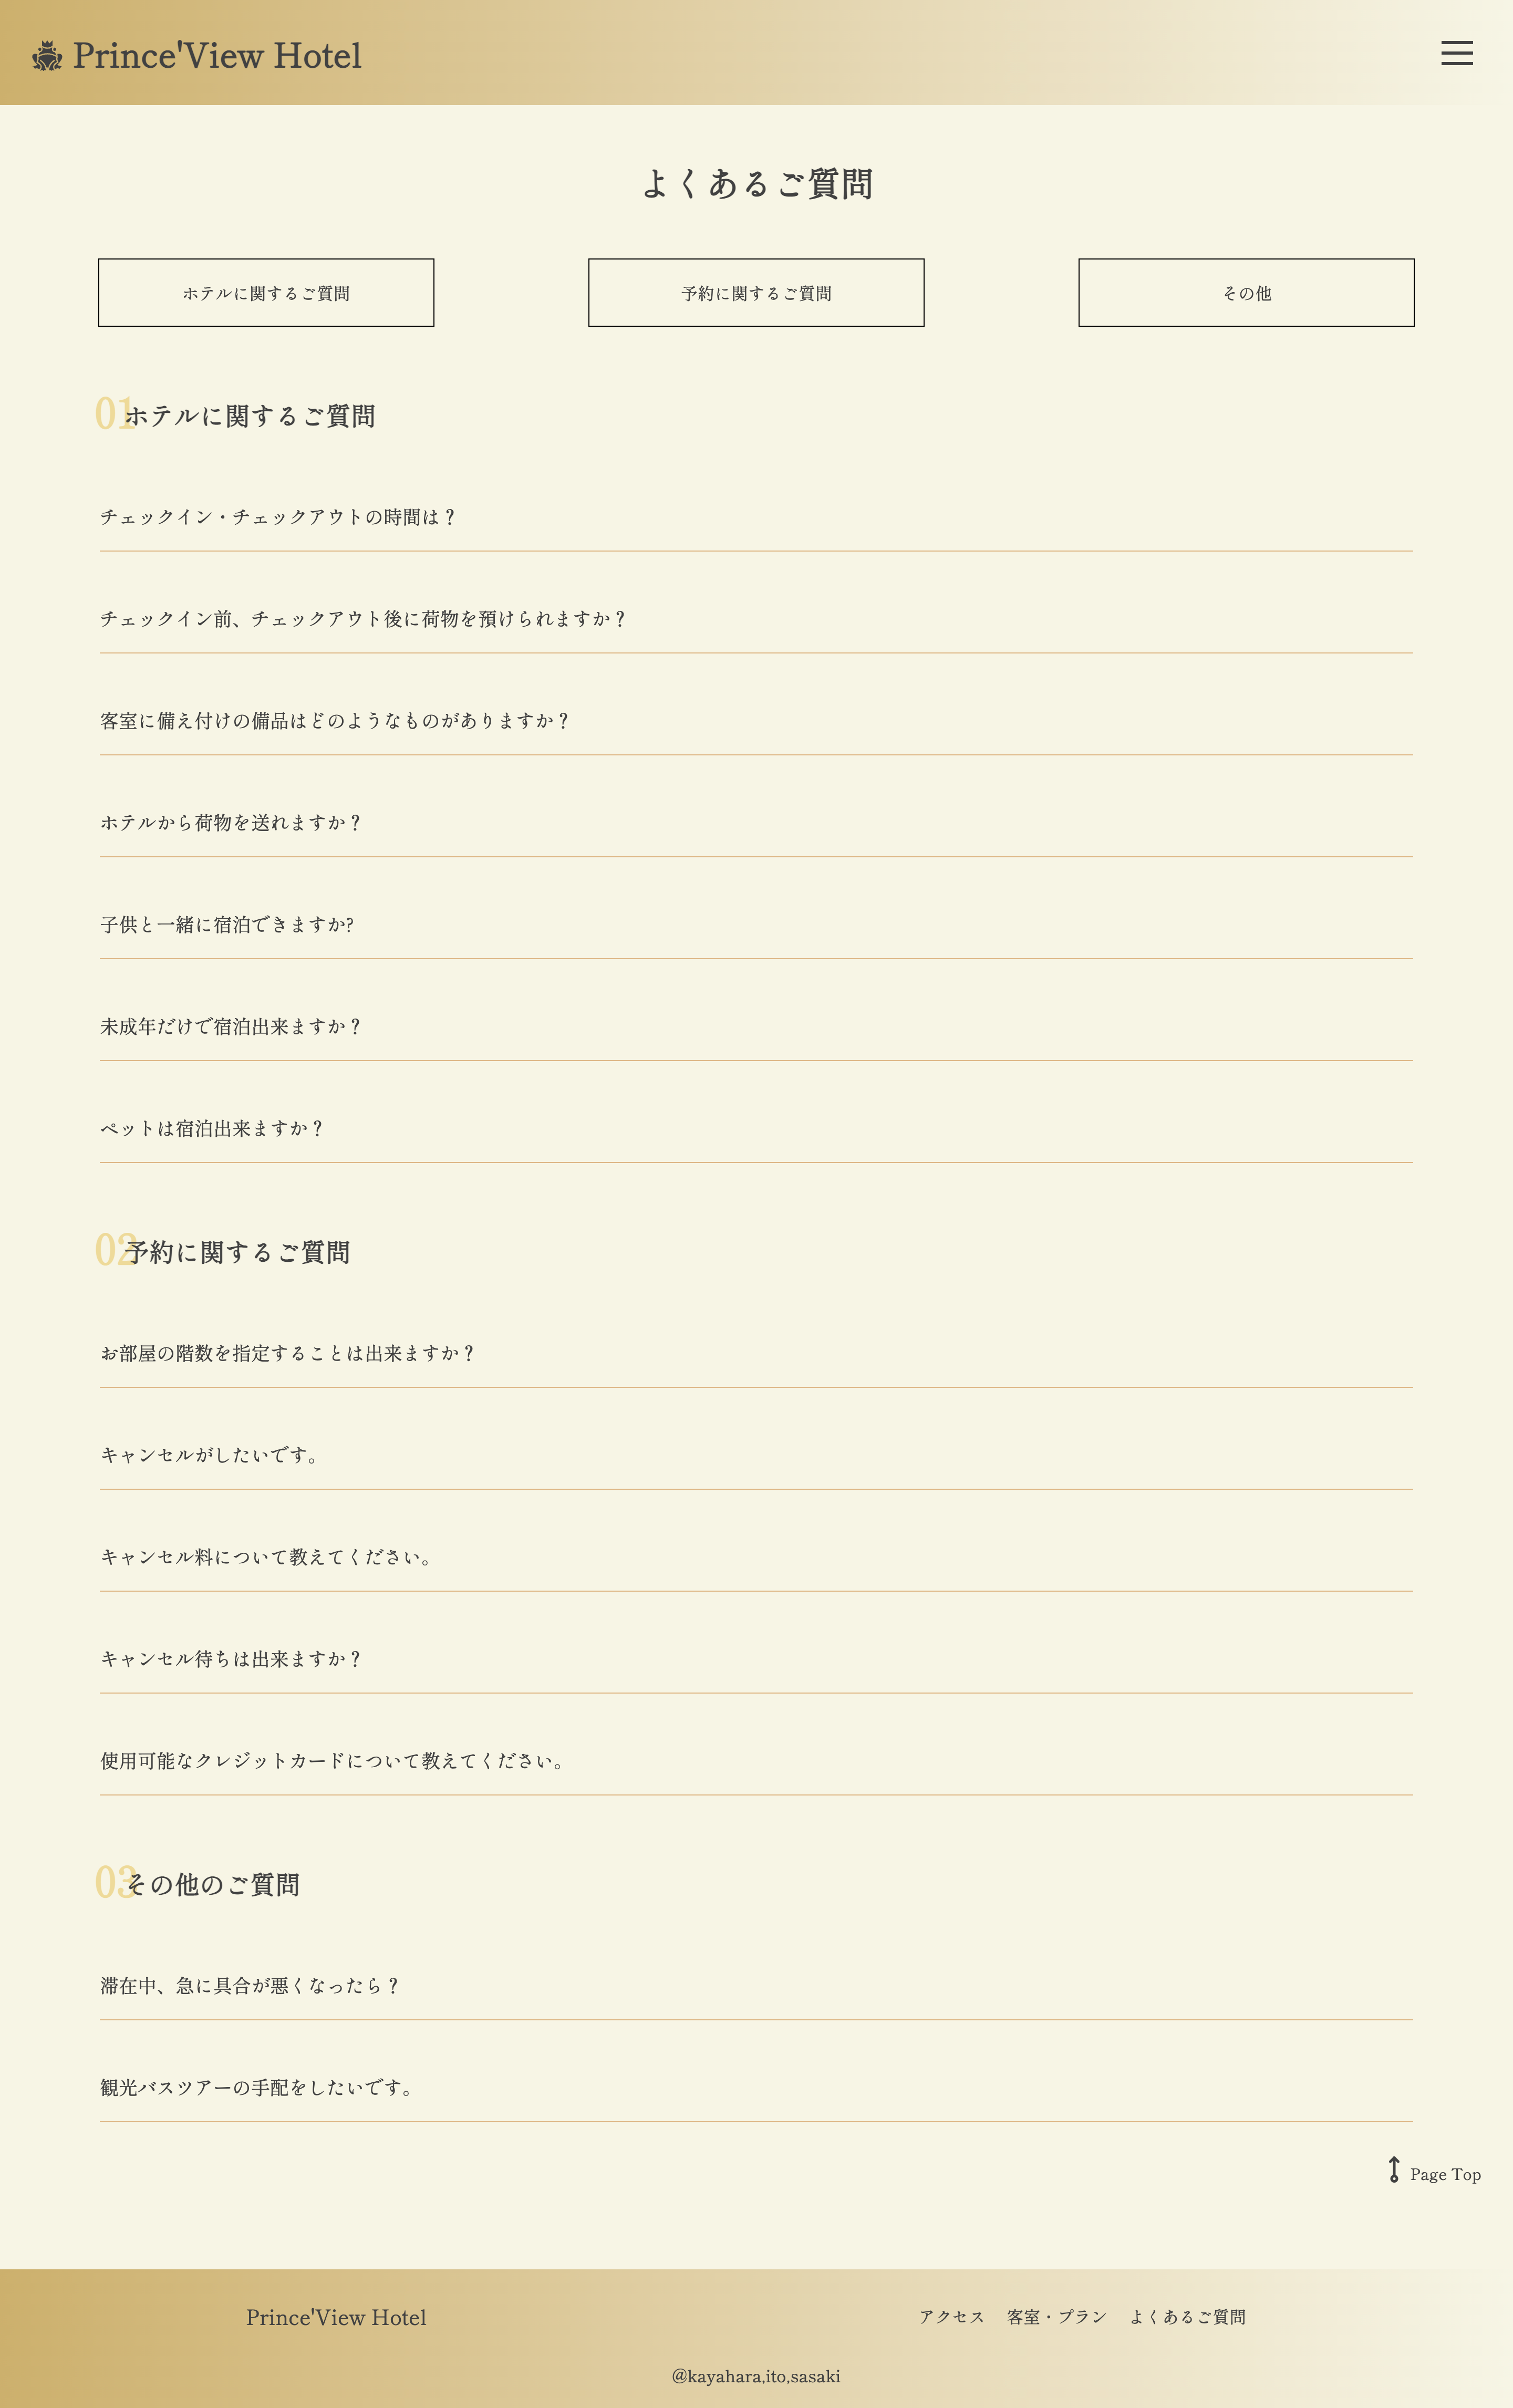 Prince'View Hotel
よくあるご質問
ホテルに関するご質問
予約に関するご質問
その他
01 ホテルに関するご質問
チェックイン・チェックアウトの時間は？
チェックイン前、チェックアウト後に荷物を預けられますか？
客室に備え付けの備品はどのようなものがありますか？
ホテルから荷物を送れますか？
子供と一緒に宿泊できますか?
未成年だけで宿泊出来ますか？
ペットは宿泊出来ますか？
02 予約に関するご質問
お部屋の階数を指定することは出来ますか？
キャンセルがしたいです。
キャンセル料について教えてください。
キャンセル待ちは出来ますか？
使用可能なクレジットカードについて教えてください。
03 その他のご質問
滞在中、急に具合が悪くなったら？
観光バスツアーの手配をしたいです。
Page Top
Prince'View Hotel
アクセス 客室・プラン よくあるご質問
@kayahara,ito,sasaki